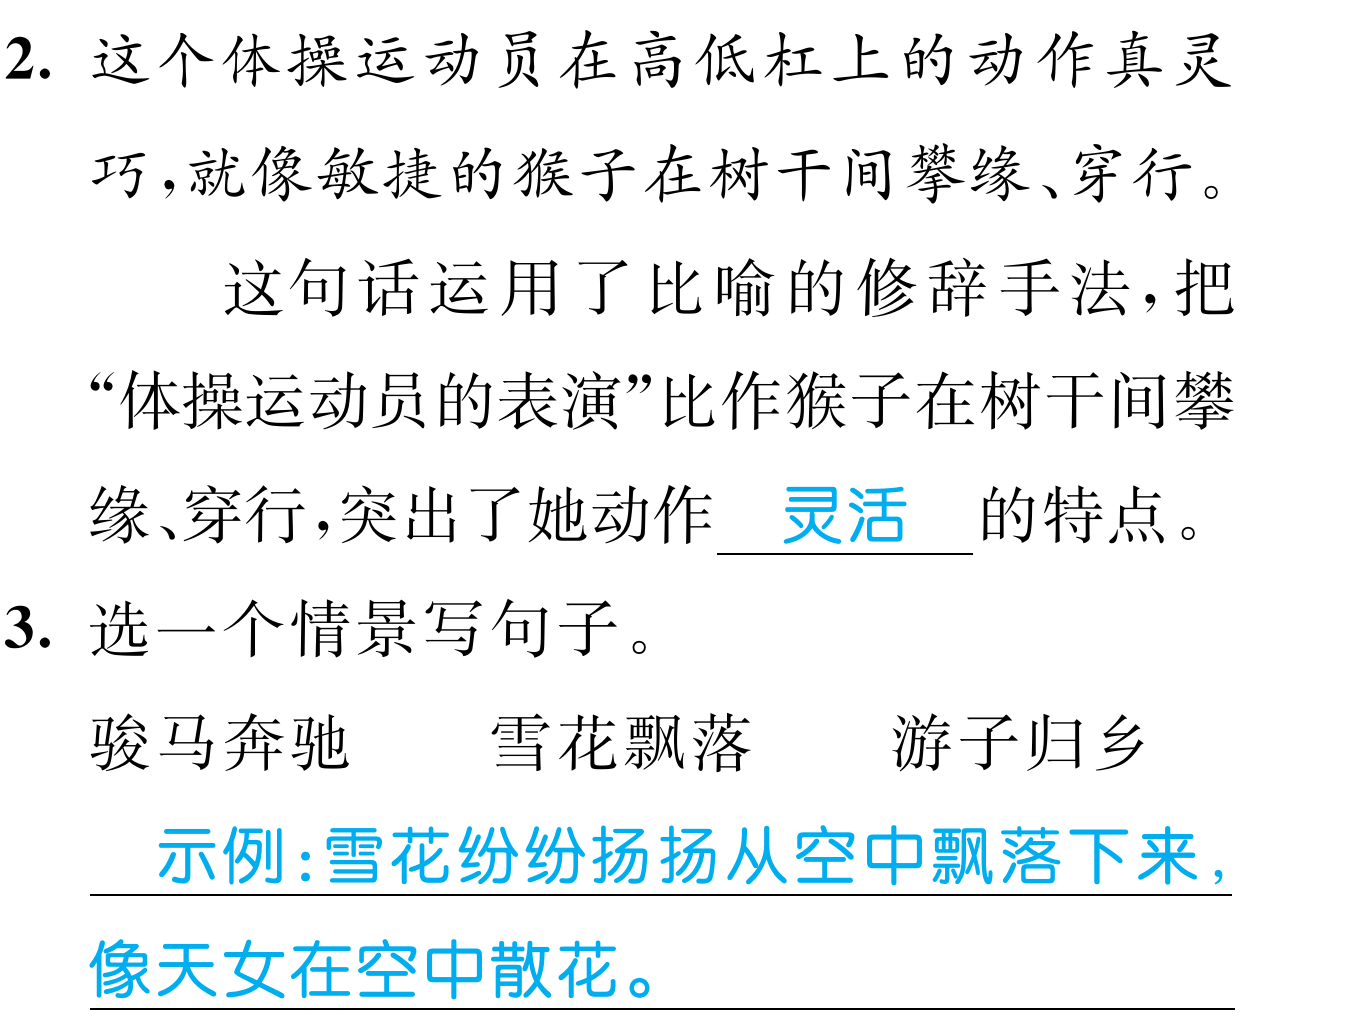 2. 这个体操运动员在高低杠上的动作真灵
巧,就像敏捷的猴子在树干间攀缘、穿行。
这句话运用了比喻的修辞手法,把
“体操运动员的表演”比作猴子在树干间攀
缘、穿行,突出了她动作 灵活 的特点。
3. 选一个情景写句子。
骏马奔驰 雪花飘落 游子归乡
示例:雪花纷纷扬扬从空中飘落下来,
像天女在空中散花。